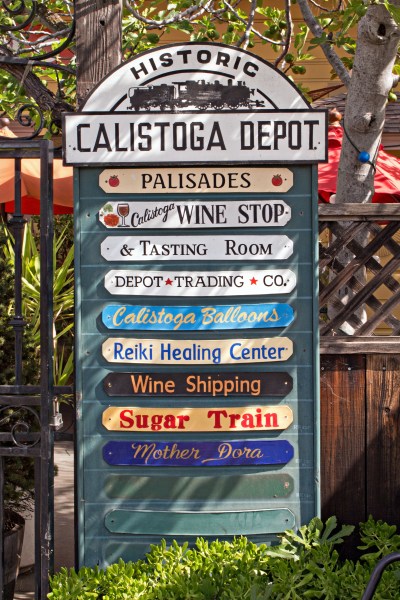 HISTORIC
CALISTOGA DEPOT
PALISADES
Calistoga WINE STOP
& TASTING ROOM
DEPOT★TRADING★CO.
Calistoga Balloons
Reiki Healing Center
Wine Shipping
Sugar Train
Mother Dora